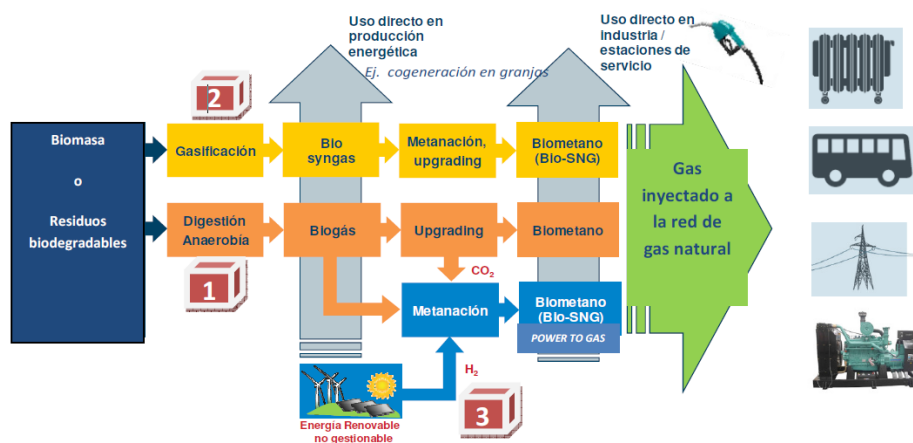 Uso directo en
producción
energética
Ej. cogeneración en granjas
Uso directo en
industria /
estaciones de
servicio
2
Biomasa
o
Residuos
biodegradables
Gasificación
Bio
syngas
Metanación,
upgrading
Biometano
(Bio-SNG)
Digestión
Anaerobía
Biogás
Upgrading
Biometano
1
CO2
Metanación
Biometano
(Bio-SNG)
POWER TO GAS
H2
3
Energía Renovable
no gestionable
Gas
inyectado a
la red de
gas natural